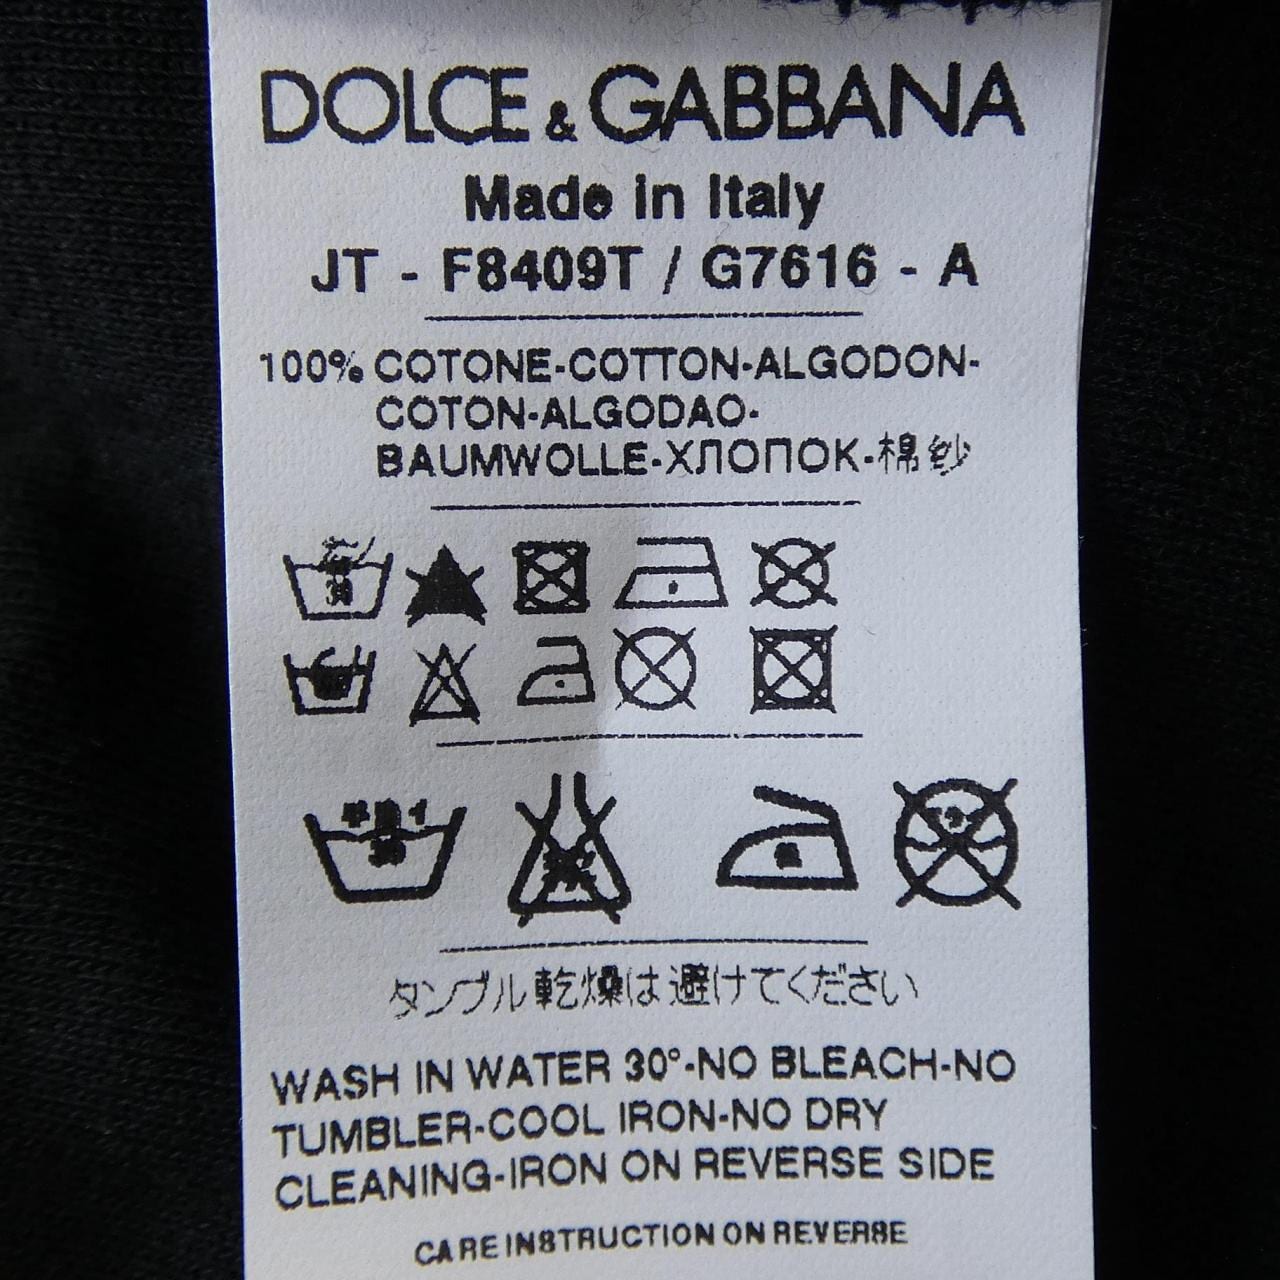 DOLCE & GABBANA
Made in Italy
JT - F8409T / G7616 - A
100% COTONE-COTTON-ALGODON-
COTON-ALGODAO-
BAUMWOLLE-ХЛОПОК-棉纱
30
30
タンブル乾燥は避けてください
WASH IN WATER 30°-NO BLEACH-NO
TUMBLER-COOL IRON-NO DRY
CLEANING-IRON ON REVERSE SIDE
CARE INSTRUCTION ON REVERSE